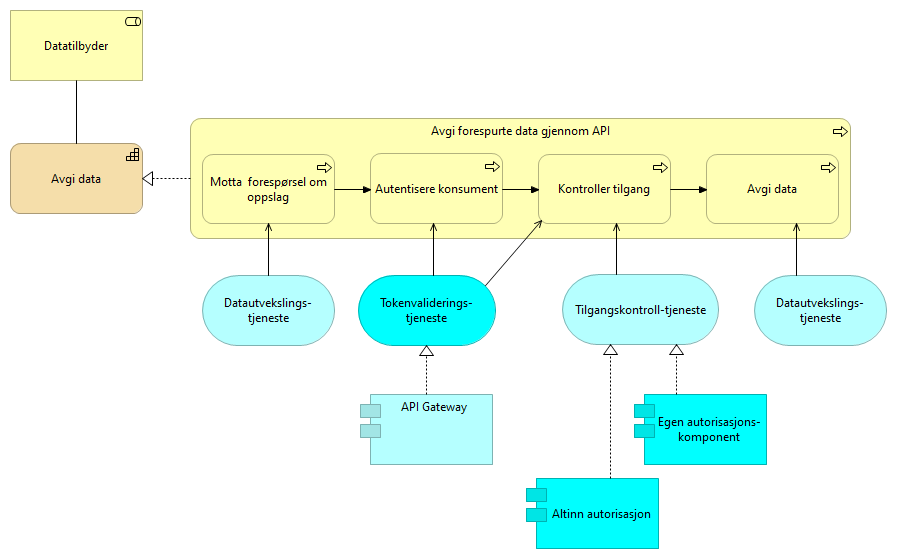 Datatilbyder
Avgi data
Avgi forespurte data gjennom API
Motta forespørsel om
oppslag
Autentisere konsument
Kontroller tilgang
Avgi data
Datautvekslings-
tjeneste
Tokenvaliderings-
tjeneste
Tilgangskontroll-tjeneste
Datautvekslings-
tjeneste
API Gateway
Egen autorisasjons-
komponent
Altinn autorisasjon